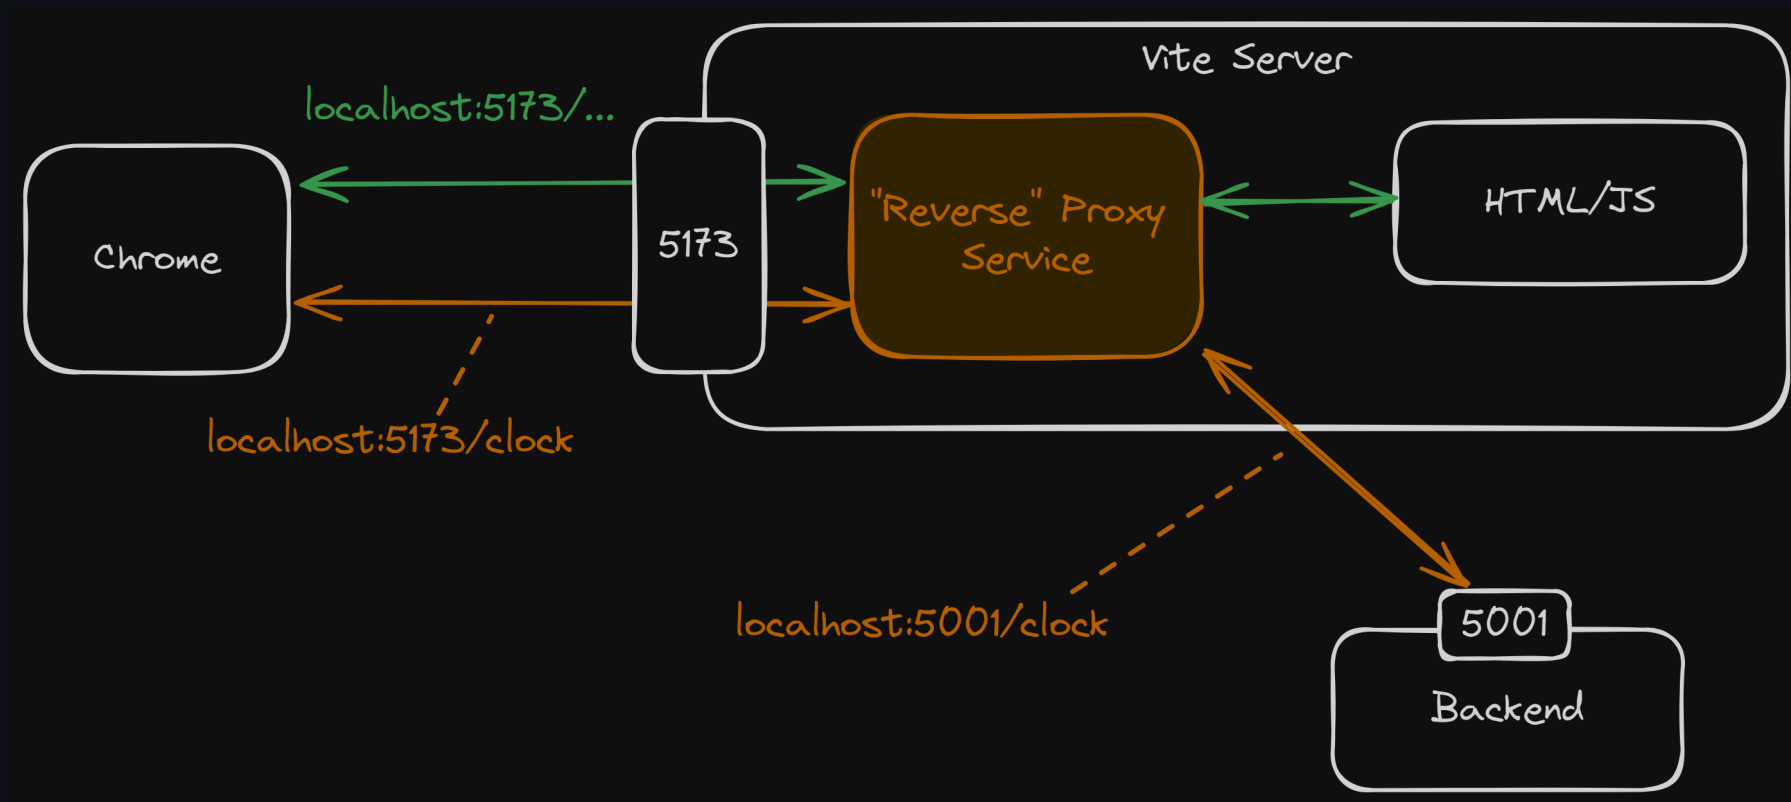 Vite Server
localhost:5173/...
Chrome
5173
"Reverse" Proxy
Service
HTML/JS
localhost:5173/clock
localhost:5001/clock
5001
Backend